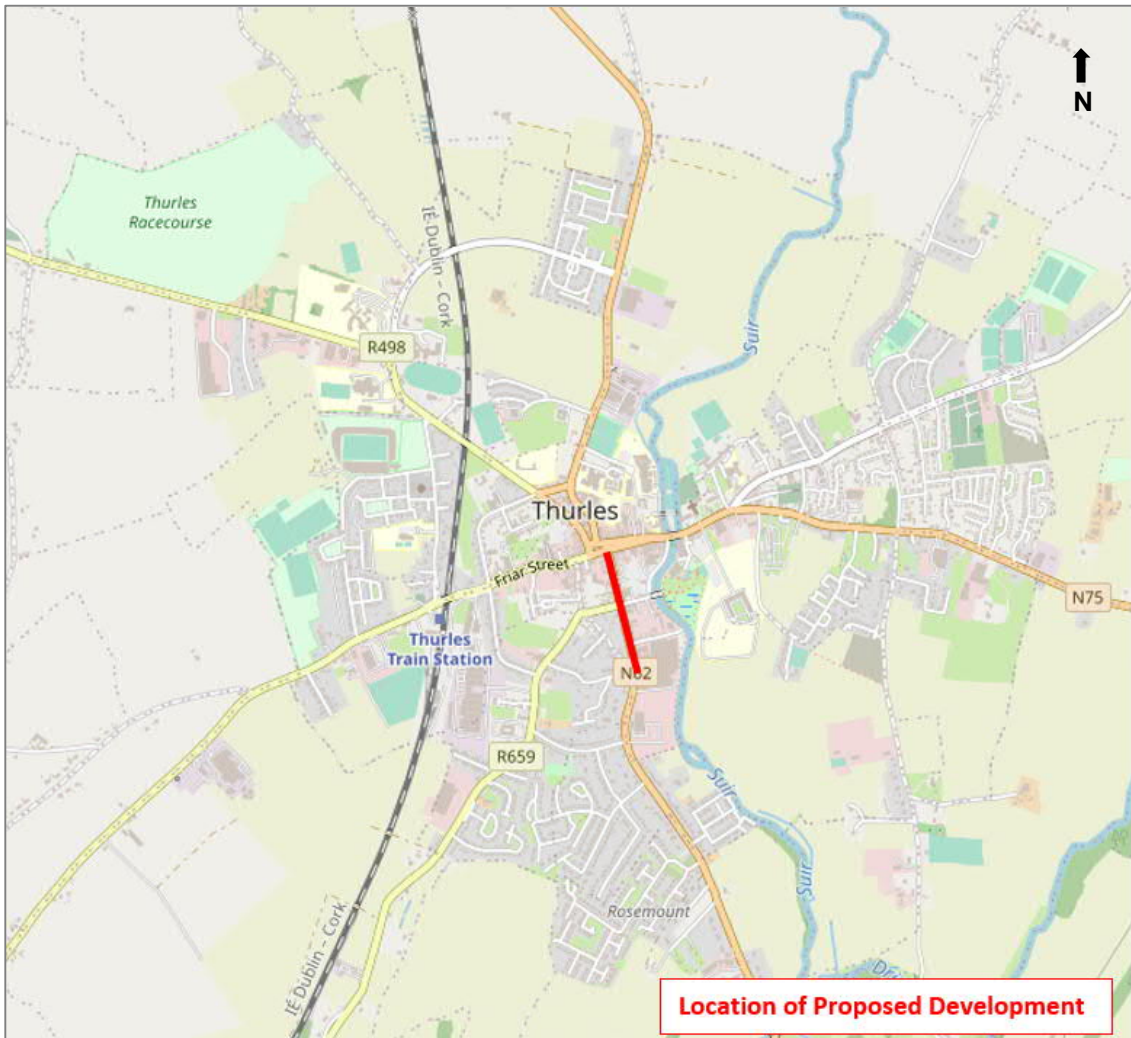 N
Thurles
Racecourse
IÉ Dublin - Cork
R498
Suir
Thurles
Friar Street
N75
Thurles
Train Station
N62
R659
Suir
Suir
Rosemount
IÉ Dublin - Cork
Location of Proposed Development